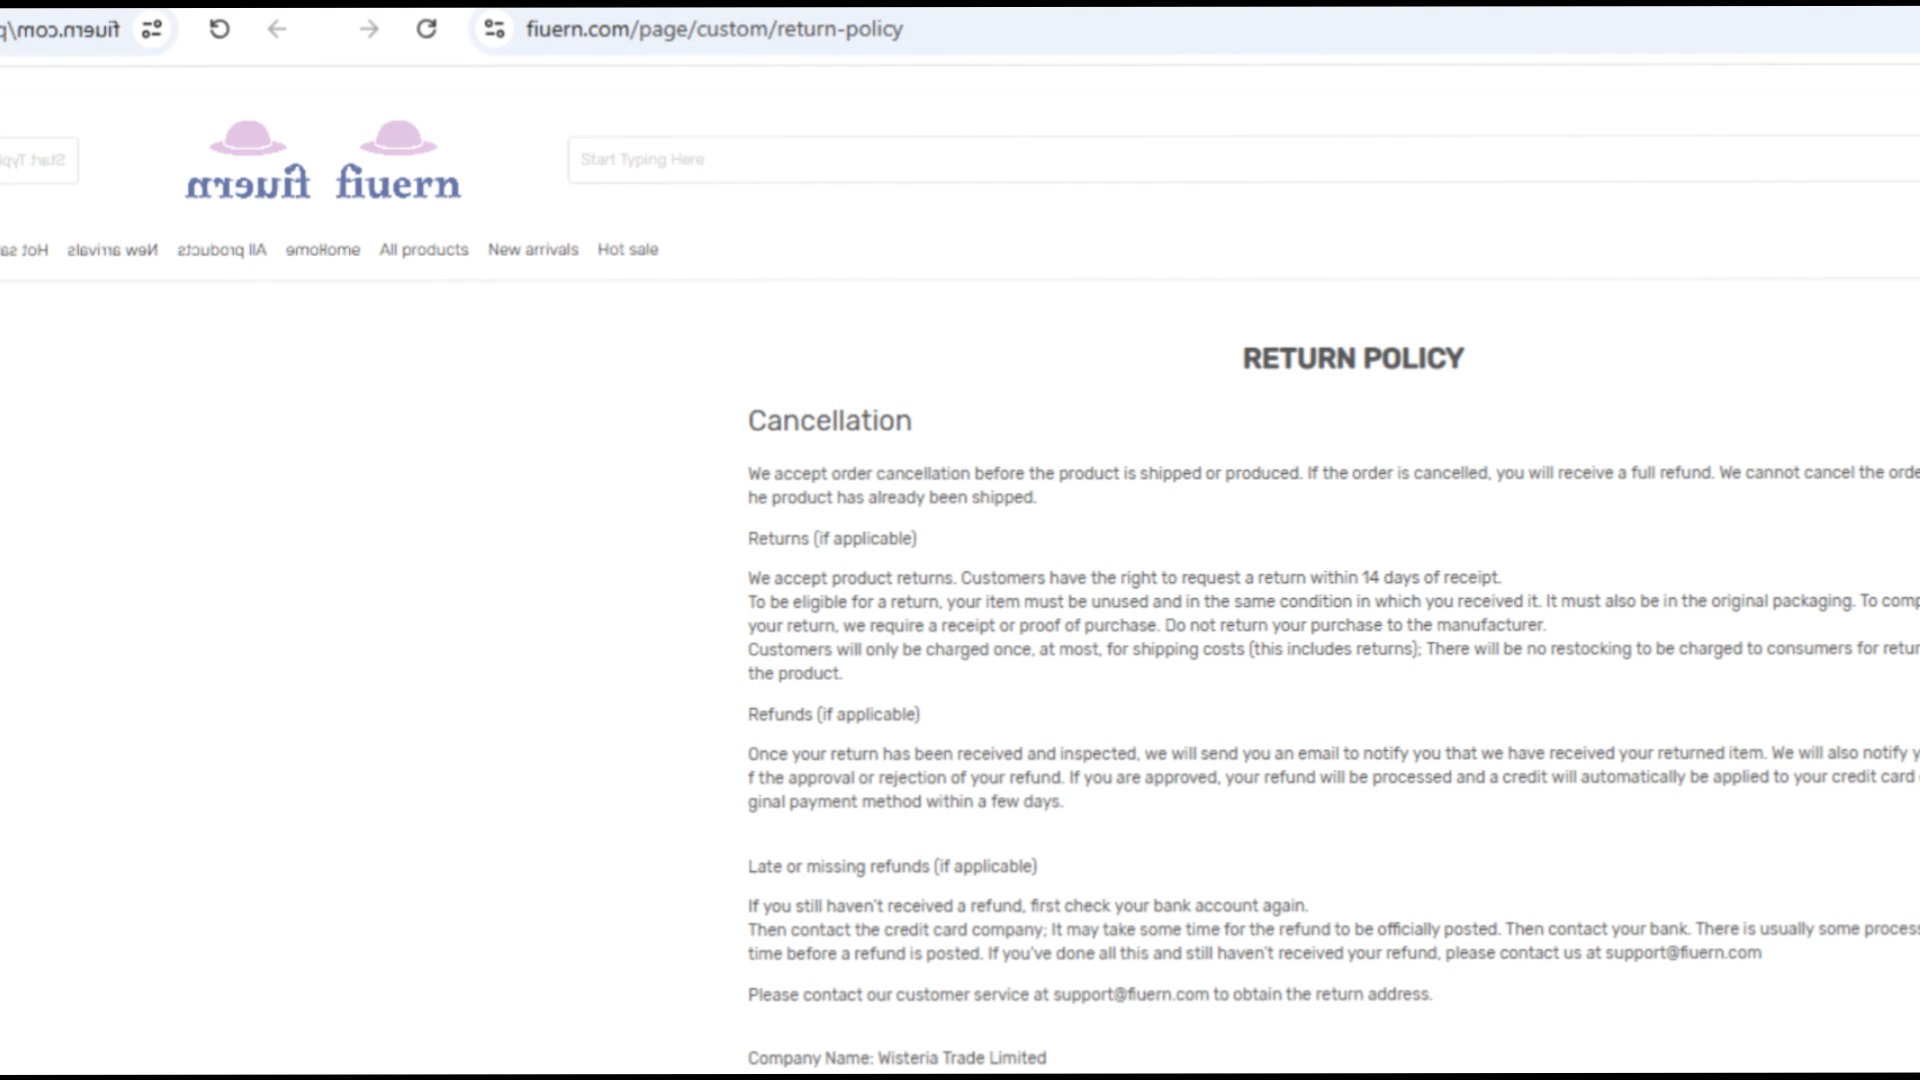 fiuern.com/page/custom/return-policy
fiuern
Start Typing Here
Home All products New arrivals Hot sale
RETURN POLICY
Cancellation
We accept order cancellation before the product is shipped or produced. If the order is cancelled, you will receive a full refund. We cannot cancel the orde
he product has already been shipped.
Returns (if applicable)
We accept product returns. Customers have the right to request a return within 14 days of receipt.
To be eligible for a return, your item must be unused and in the same condition in which you received it. It must also be in the original packaging. To comp
your return, we require a receipt or proof of purchase. Do not return your purchase to the manufacturer.
Customers will only be charged once, at most, for shipping costs (this includes returns); There will be no restocking to be charged to consumers for retur
the product.
Refunds (if applicable)
Once your return has been received and inspected, we will send you an email to notify you that we have received your returned item. We will also notify y
f the approval or rejection of your refund. If you are approved, your refund will be processed and a credit will automatically be applied to your credit card
ginal payment method within a few days.
Late or missing refunds (if applicable)
If you still haven't received a refund, first check your bank account again.
Then contact the credit card company; It may take some time for the refund to be officially posted. Then contact your bank. There is usually some process
time before a refund is posted. If you've done all this and still haven't received your refund, please contact us at support@fiuern.com
Please contact our customer service at support@fiuern.com to obtain the return address.
Company Name: Wisteria Trade Limited